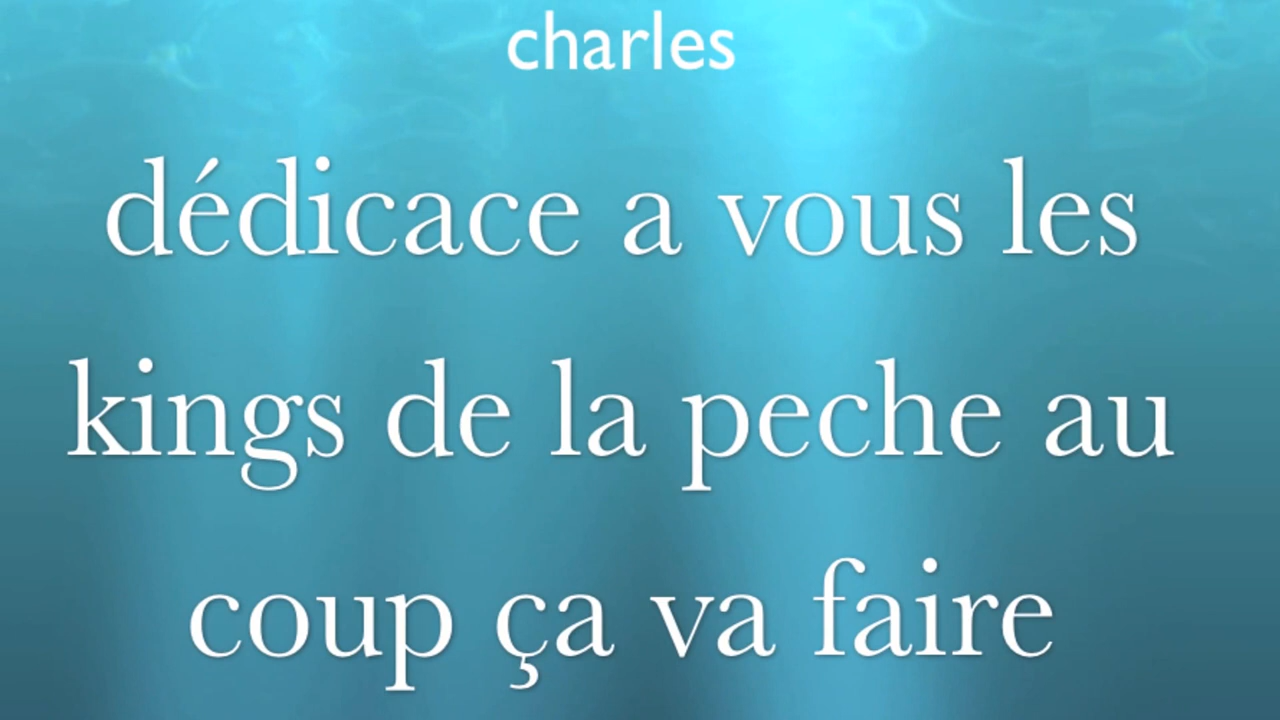 charles
dédicace a vous les
kings de la peche au
coup ça va faire